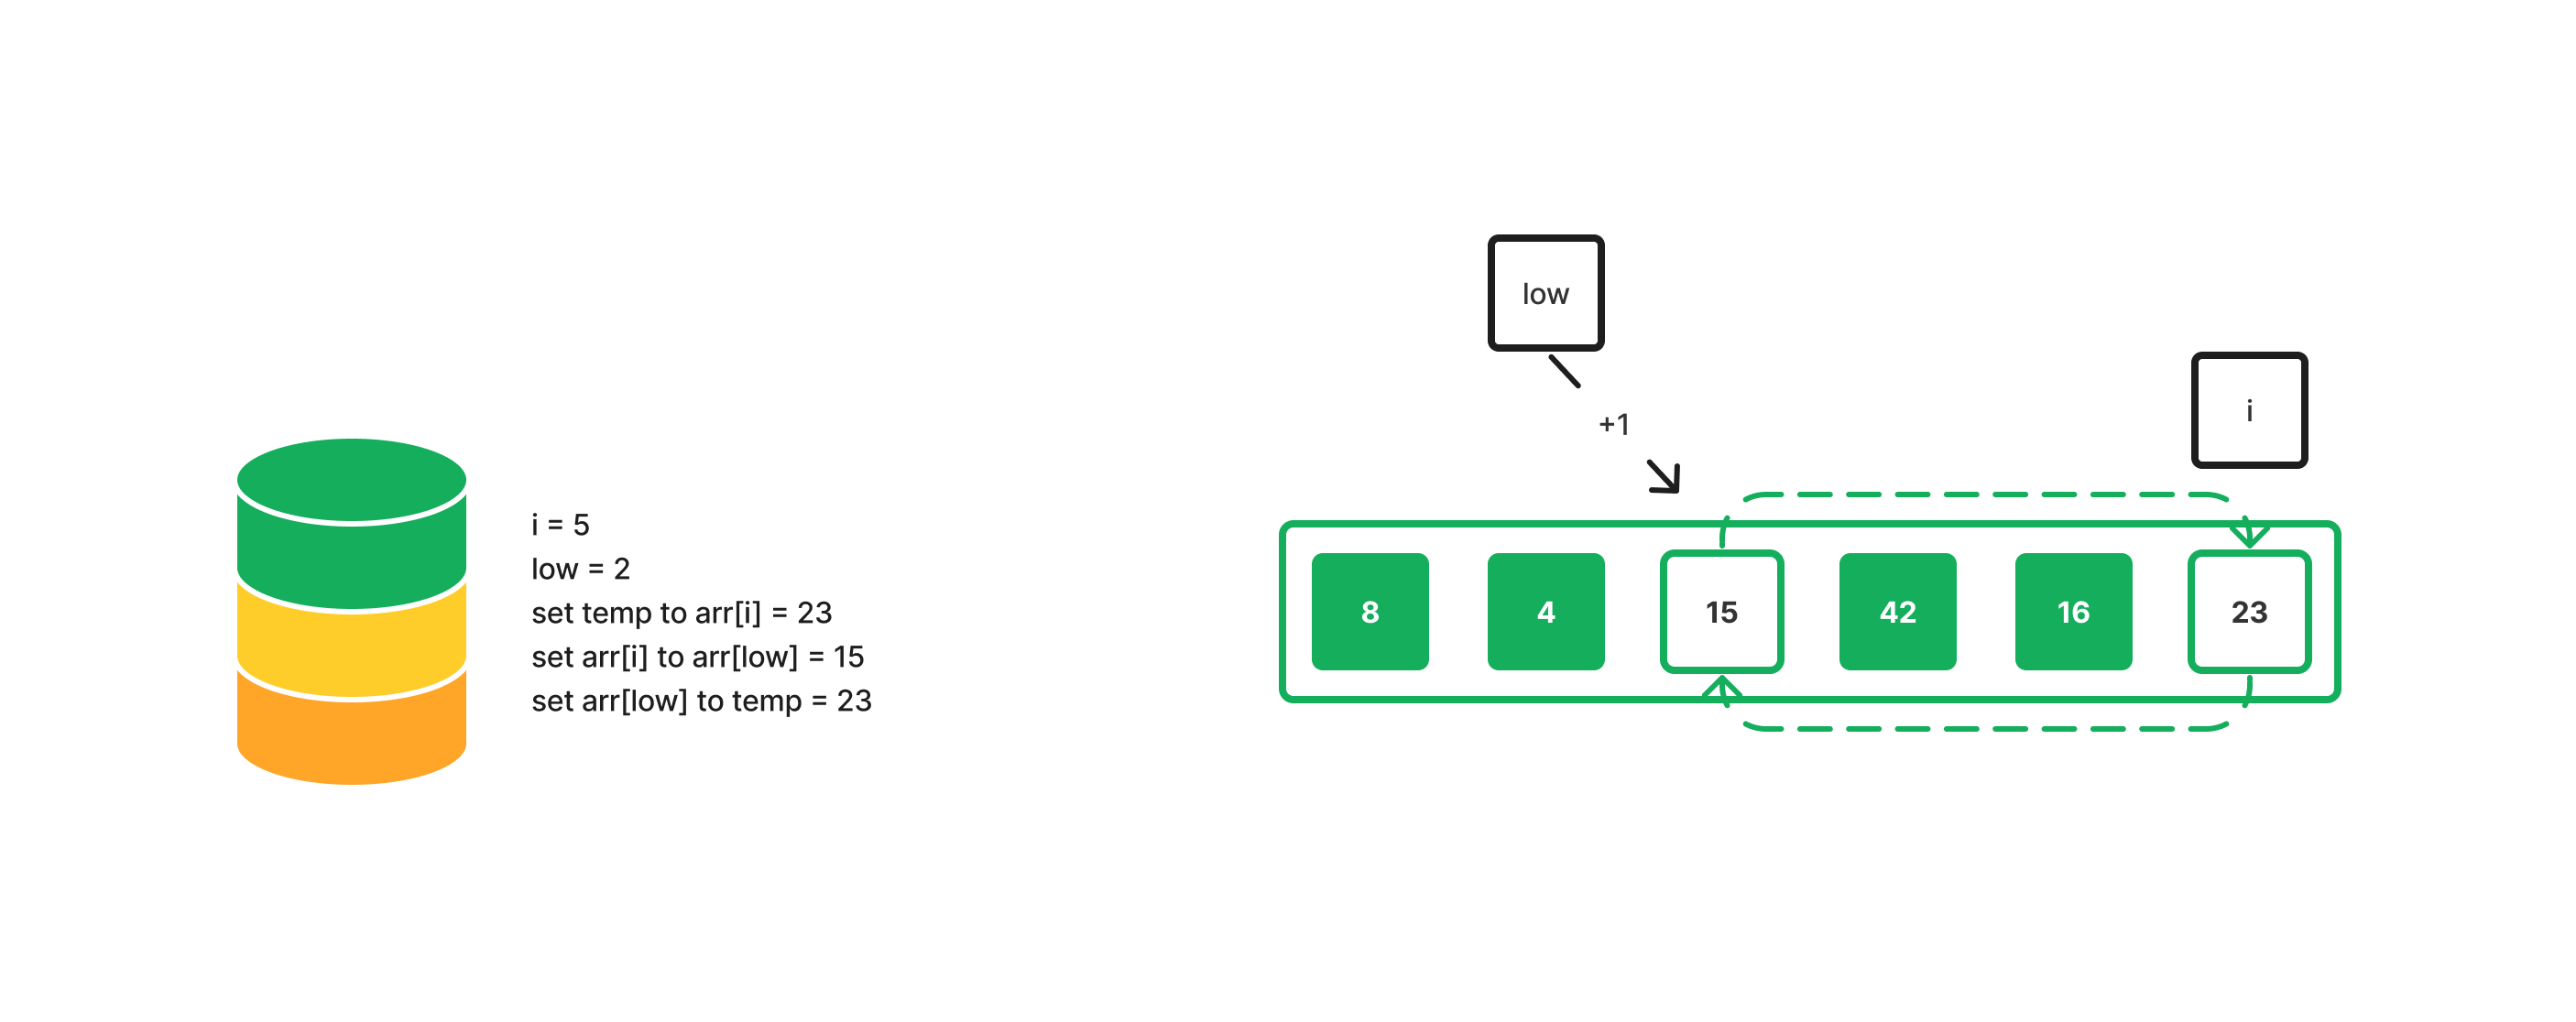 low
+1
i
i = 5
low = 2
set temp to arr[i] = 23
set arr[i] to arr[low] = 15
set arr[low] to temp = 23
8 4 15 42 16 23